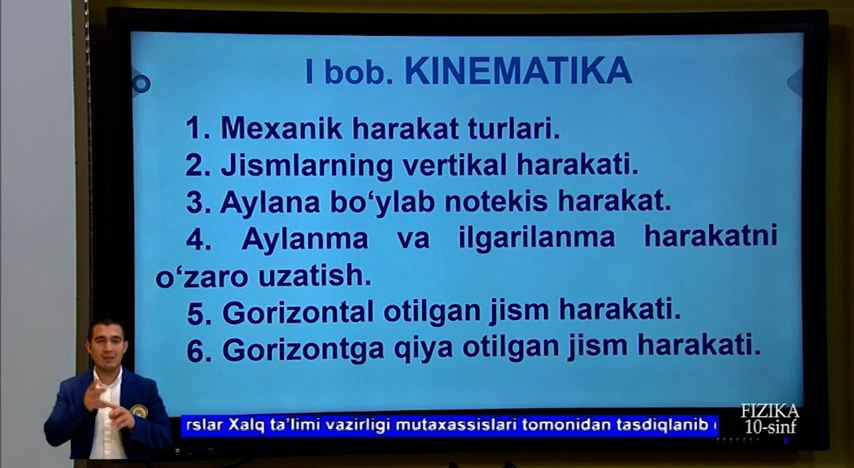 I bob. KINEMATIKA
1. Mexanik harakat turlari.
2. Jismlarning vertikal harakati.
3. Aylana bo‘ylab notekis harakat.
4. Aylanma va ilgarilanma harakatni
o‘zaro uzatish.
5. Gorizontal otilgan jism harakati.
6. Gorizontga qiya otilgan jism harakati.
rslar Xalq ta’limi vazirligi mutaxassislari tomonidan tasdiqlanib
FIZIKA
10-sinf